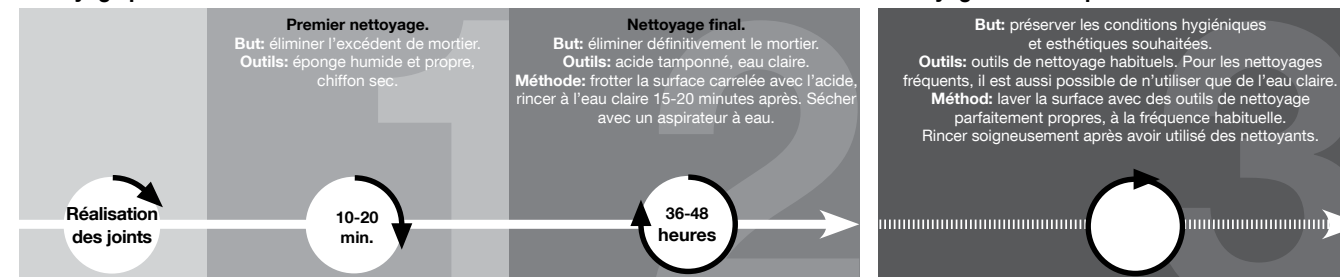 Premier nettoyage.
But: éliminer l'excédent de mortier.
Outils: éponge humide et propre,
chiffon sec.
Nettoyage final.
But: éliminer définitivement le mortier.
Outils: acide tamponné, eau claire.
Méthode: frotter la surface carrelée avec l'acide,
rincer à l'eau claire 15-20 minutes après. Sécher
avec un aspirateur à eau.
But: préserver les conditions hygiéniques
et esthétiques souhaitées.
Outils: outils de nettoyage habituels. Pour les nettoyages
fréquents, il est aussi possible de n'utiliser que de l'eau claire.
Méthod: laver la surface avec des outils de nettoyage
parfaitement propres, à la fréquence habituelle.
Rincer soigneusement après avoir utilisé des nettoyants.
1
2
3
Réalisation
des joints
10-20
min.
36-48
heures